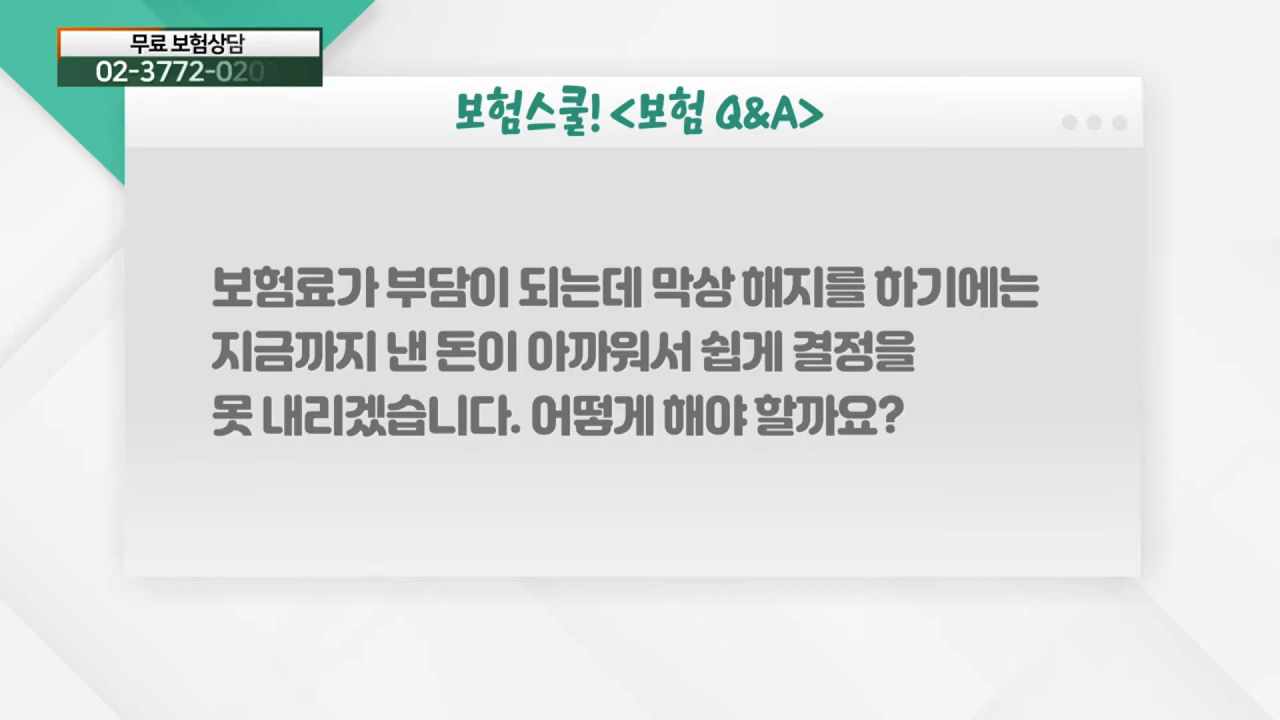 무료 보험상담
02-3772-020
보험스쿨! <보험 Q&A>
보험료가 부담이 되는데 막상 해지를 하기에는
지금까지 낸 돈이 아까워서 쉽게 결정을
못 내리겠습니다. 어떻게 해야 할까요?